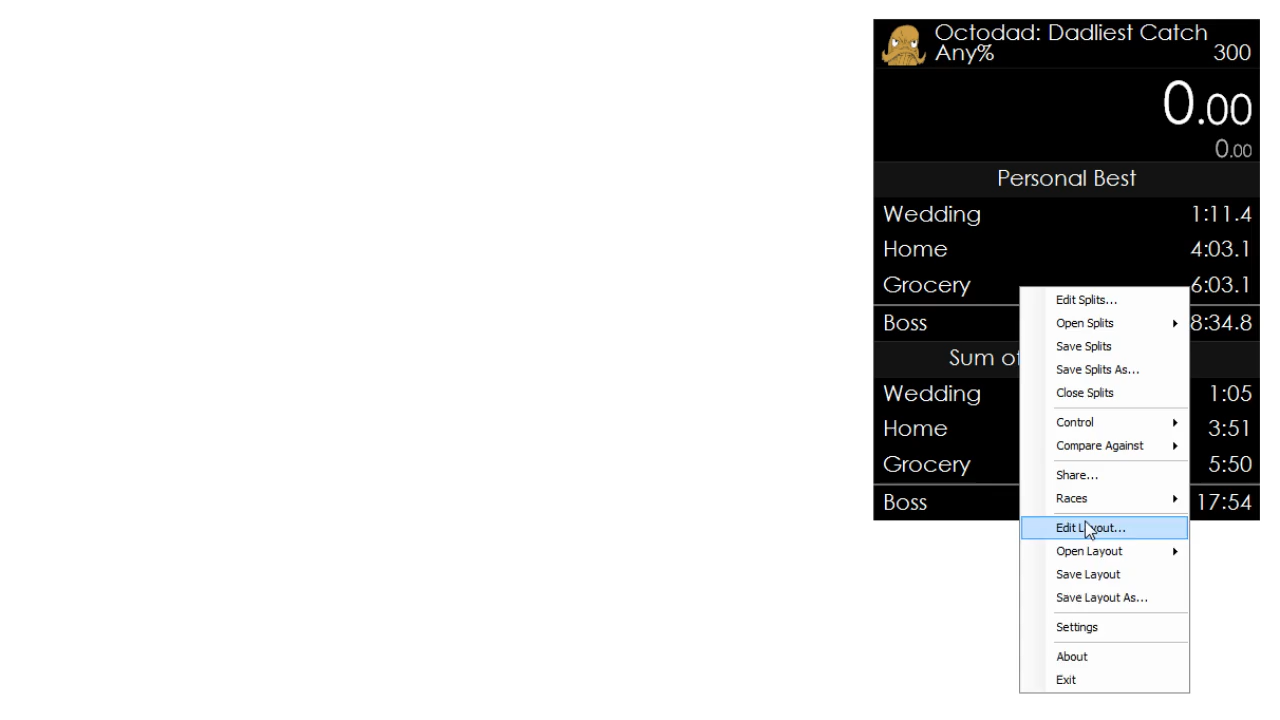 Octodad: Dadliest Catch
Any% 300
0.00
0.00
Personal Best
Wedding 1:11.4
Home 4:03.1
Grocery 6:03.1
Boss 8:34.8
Sum of
Wedding 1:05
Home 3:51
Grocery 5:50
Boss 17:54
Edit Splits...
Open Splits
Save Splits
Save Splits As...
Close Splits
Control
Compare Against
Share...
Races
Edit Layout...
Open Layout
Save Layout
Save Layout As...
Settings
About
Exit